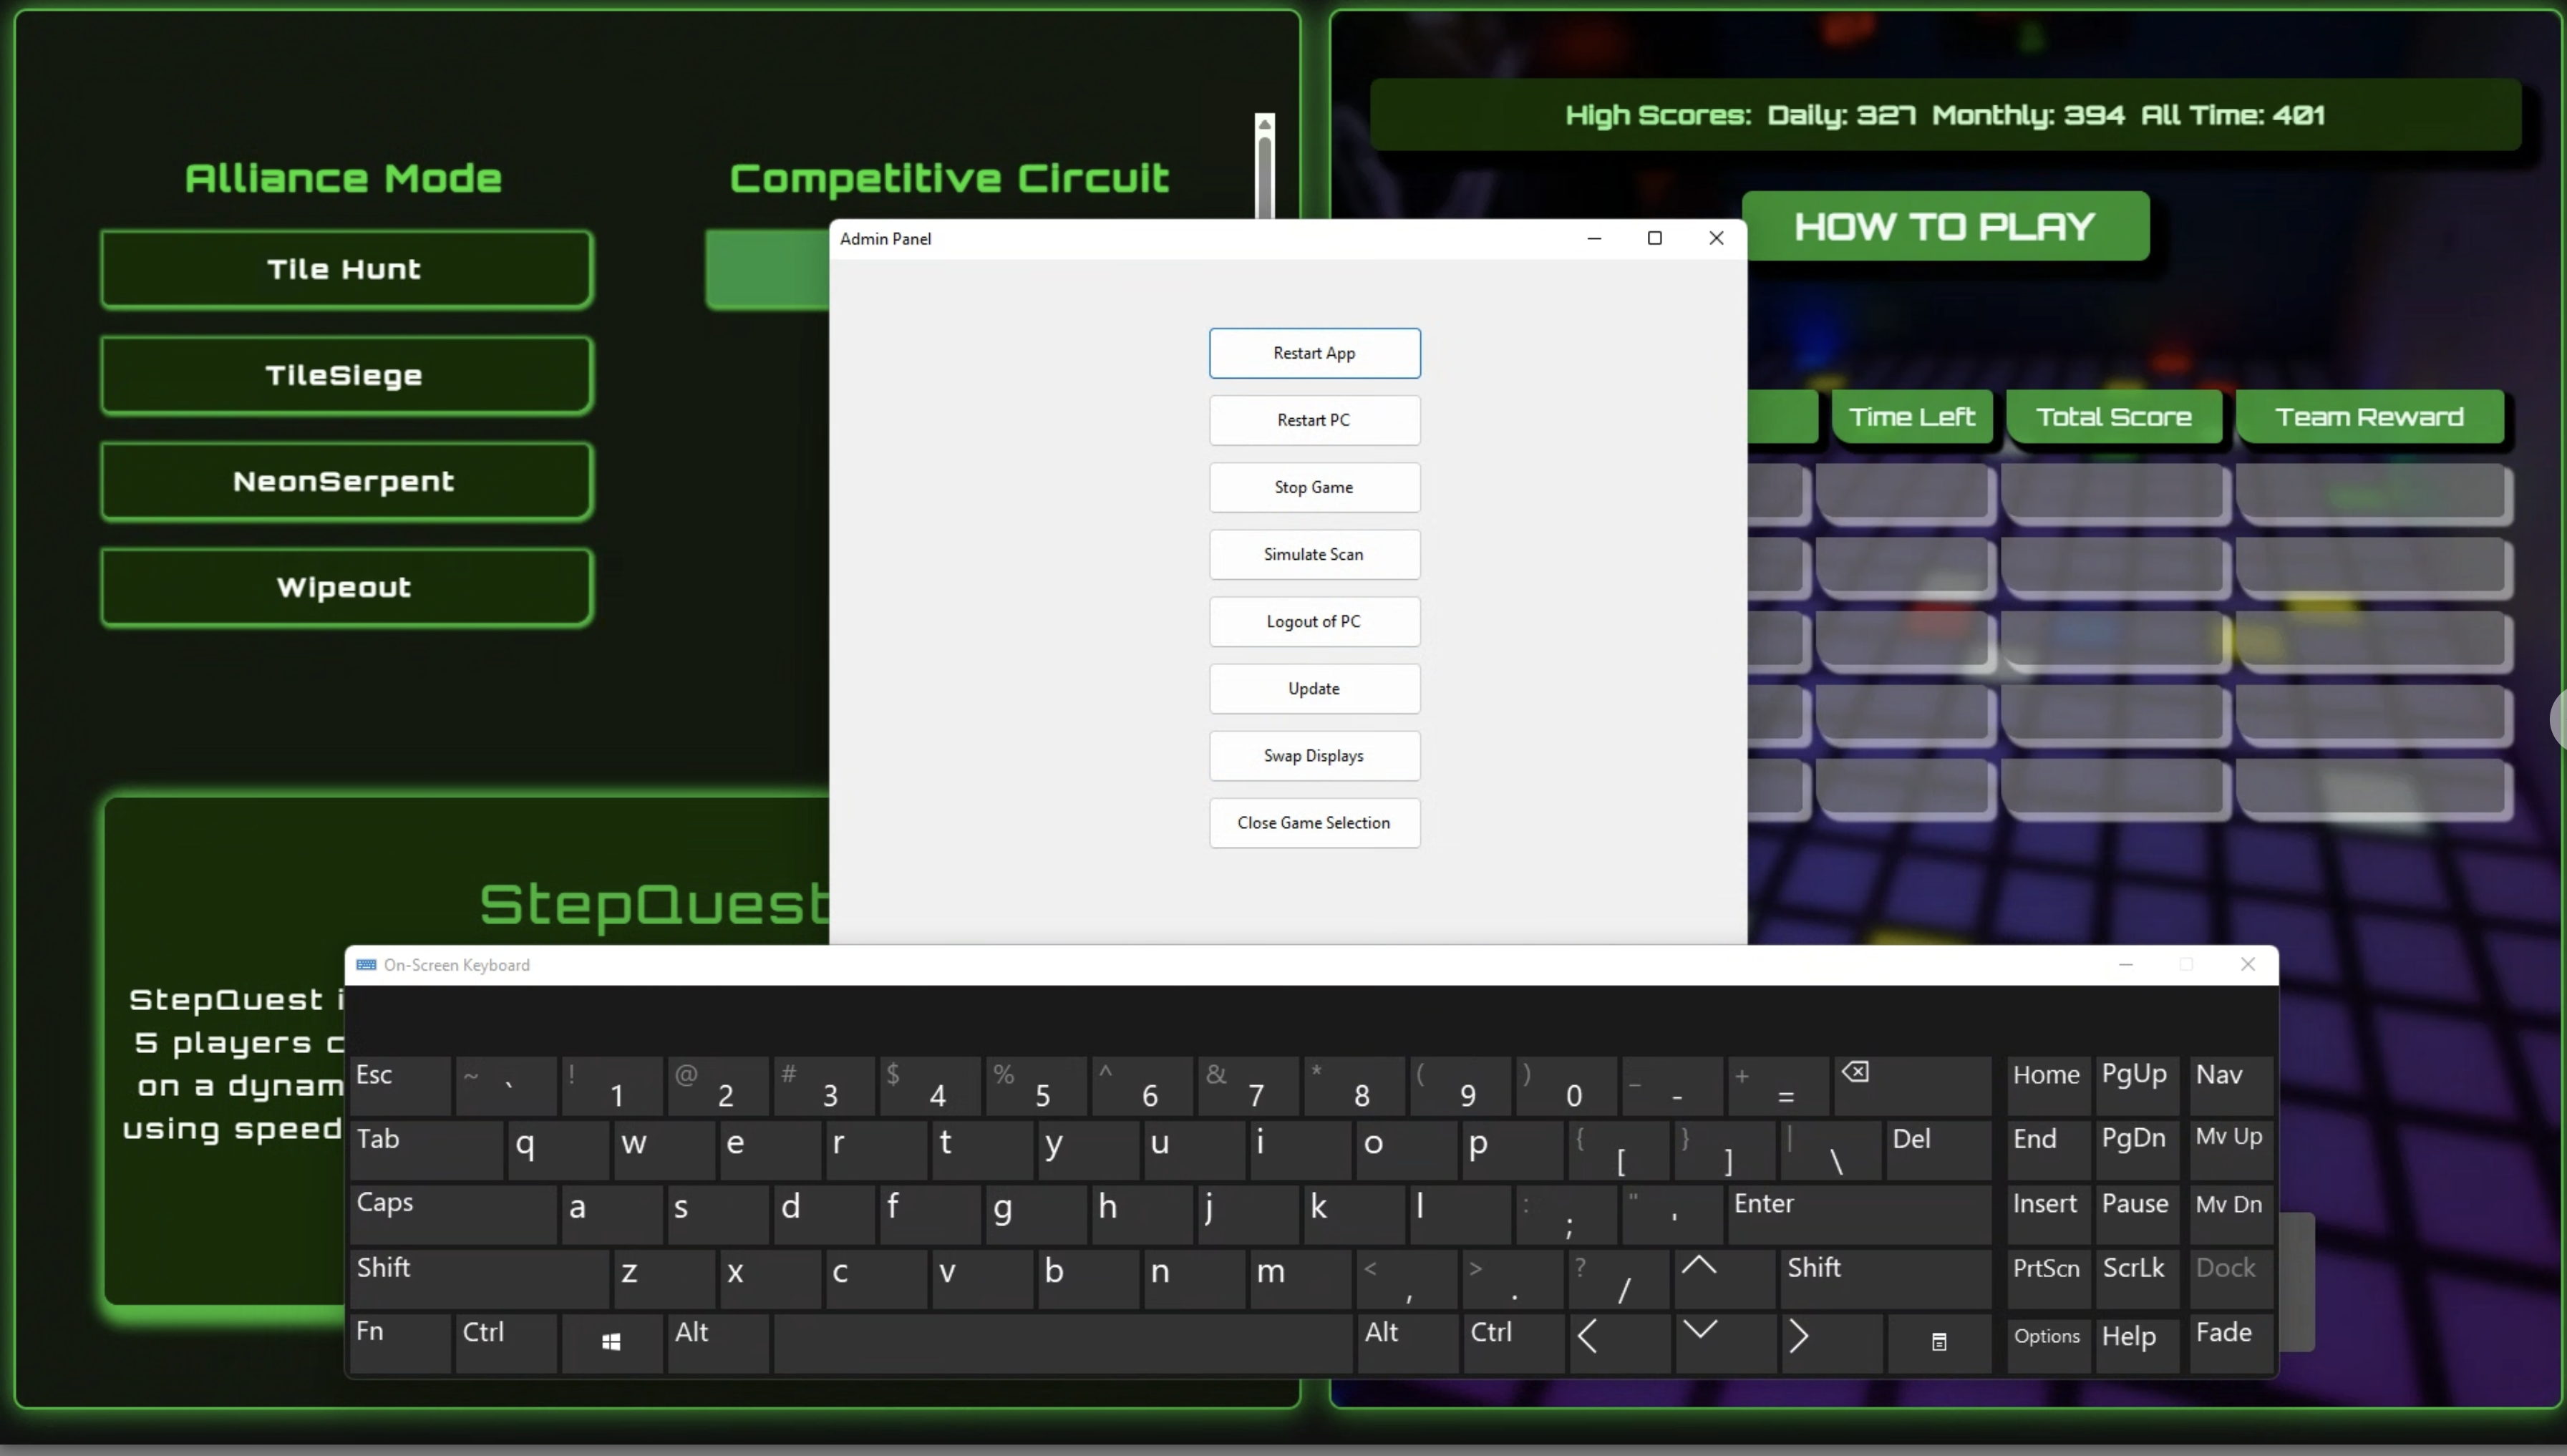 High Scores: Daily: 327 Monthly: 394 All Time: 401
Alliance Mode
Competitive Circuit
HOW TO PLAY
Tile Hunt
TileSiege
NeonSerpent
Wipeout
Admin Panel
Restart App
Restart PC
Stop Game
Simulate Scan
Logout of PC
Update
Swap Displays
Close Game Selection
Time Left Total Score Team Reward
StepQuest
StepQuest
5 players
on a
using speed
On-Screen Keyboard
Esc ~ ` ! 1 @ 2 # 3 $ 4 % 5 ^ 6 & 7 * 8 ( 9 ) 0 _ - + = Home PgUp Nav
Tab q w e r t y u i o p { [ } ] | \ Del End PgDn Mv Up
Caps a s d f g h j k l : ; " ' Enter Insert Pause Mv Dn
Shift z x c v b n m < , > . ? / Shift PrtScn ScrLk Dock
Fn Ctrl Alt Alt Ctrl Options Help Fade